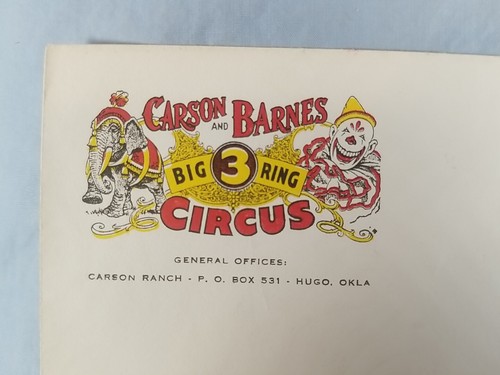 CARSON AND BARNES
BIG 3 RING
CIRCUS
GENERAL OFFICES:
CARSON RANCH - P. O. BOX 531 - HUGO, OKLA